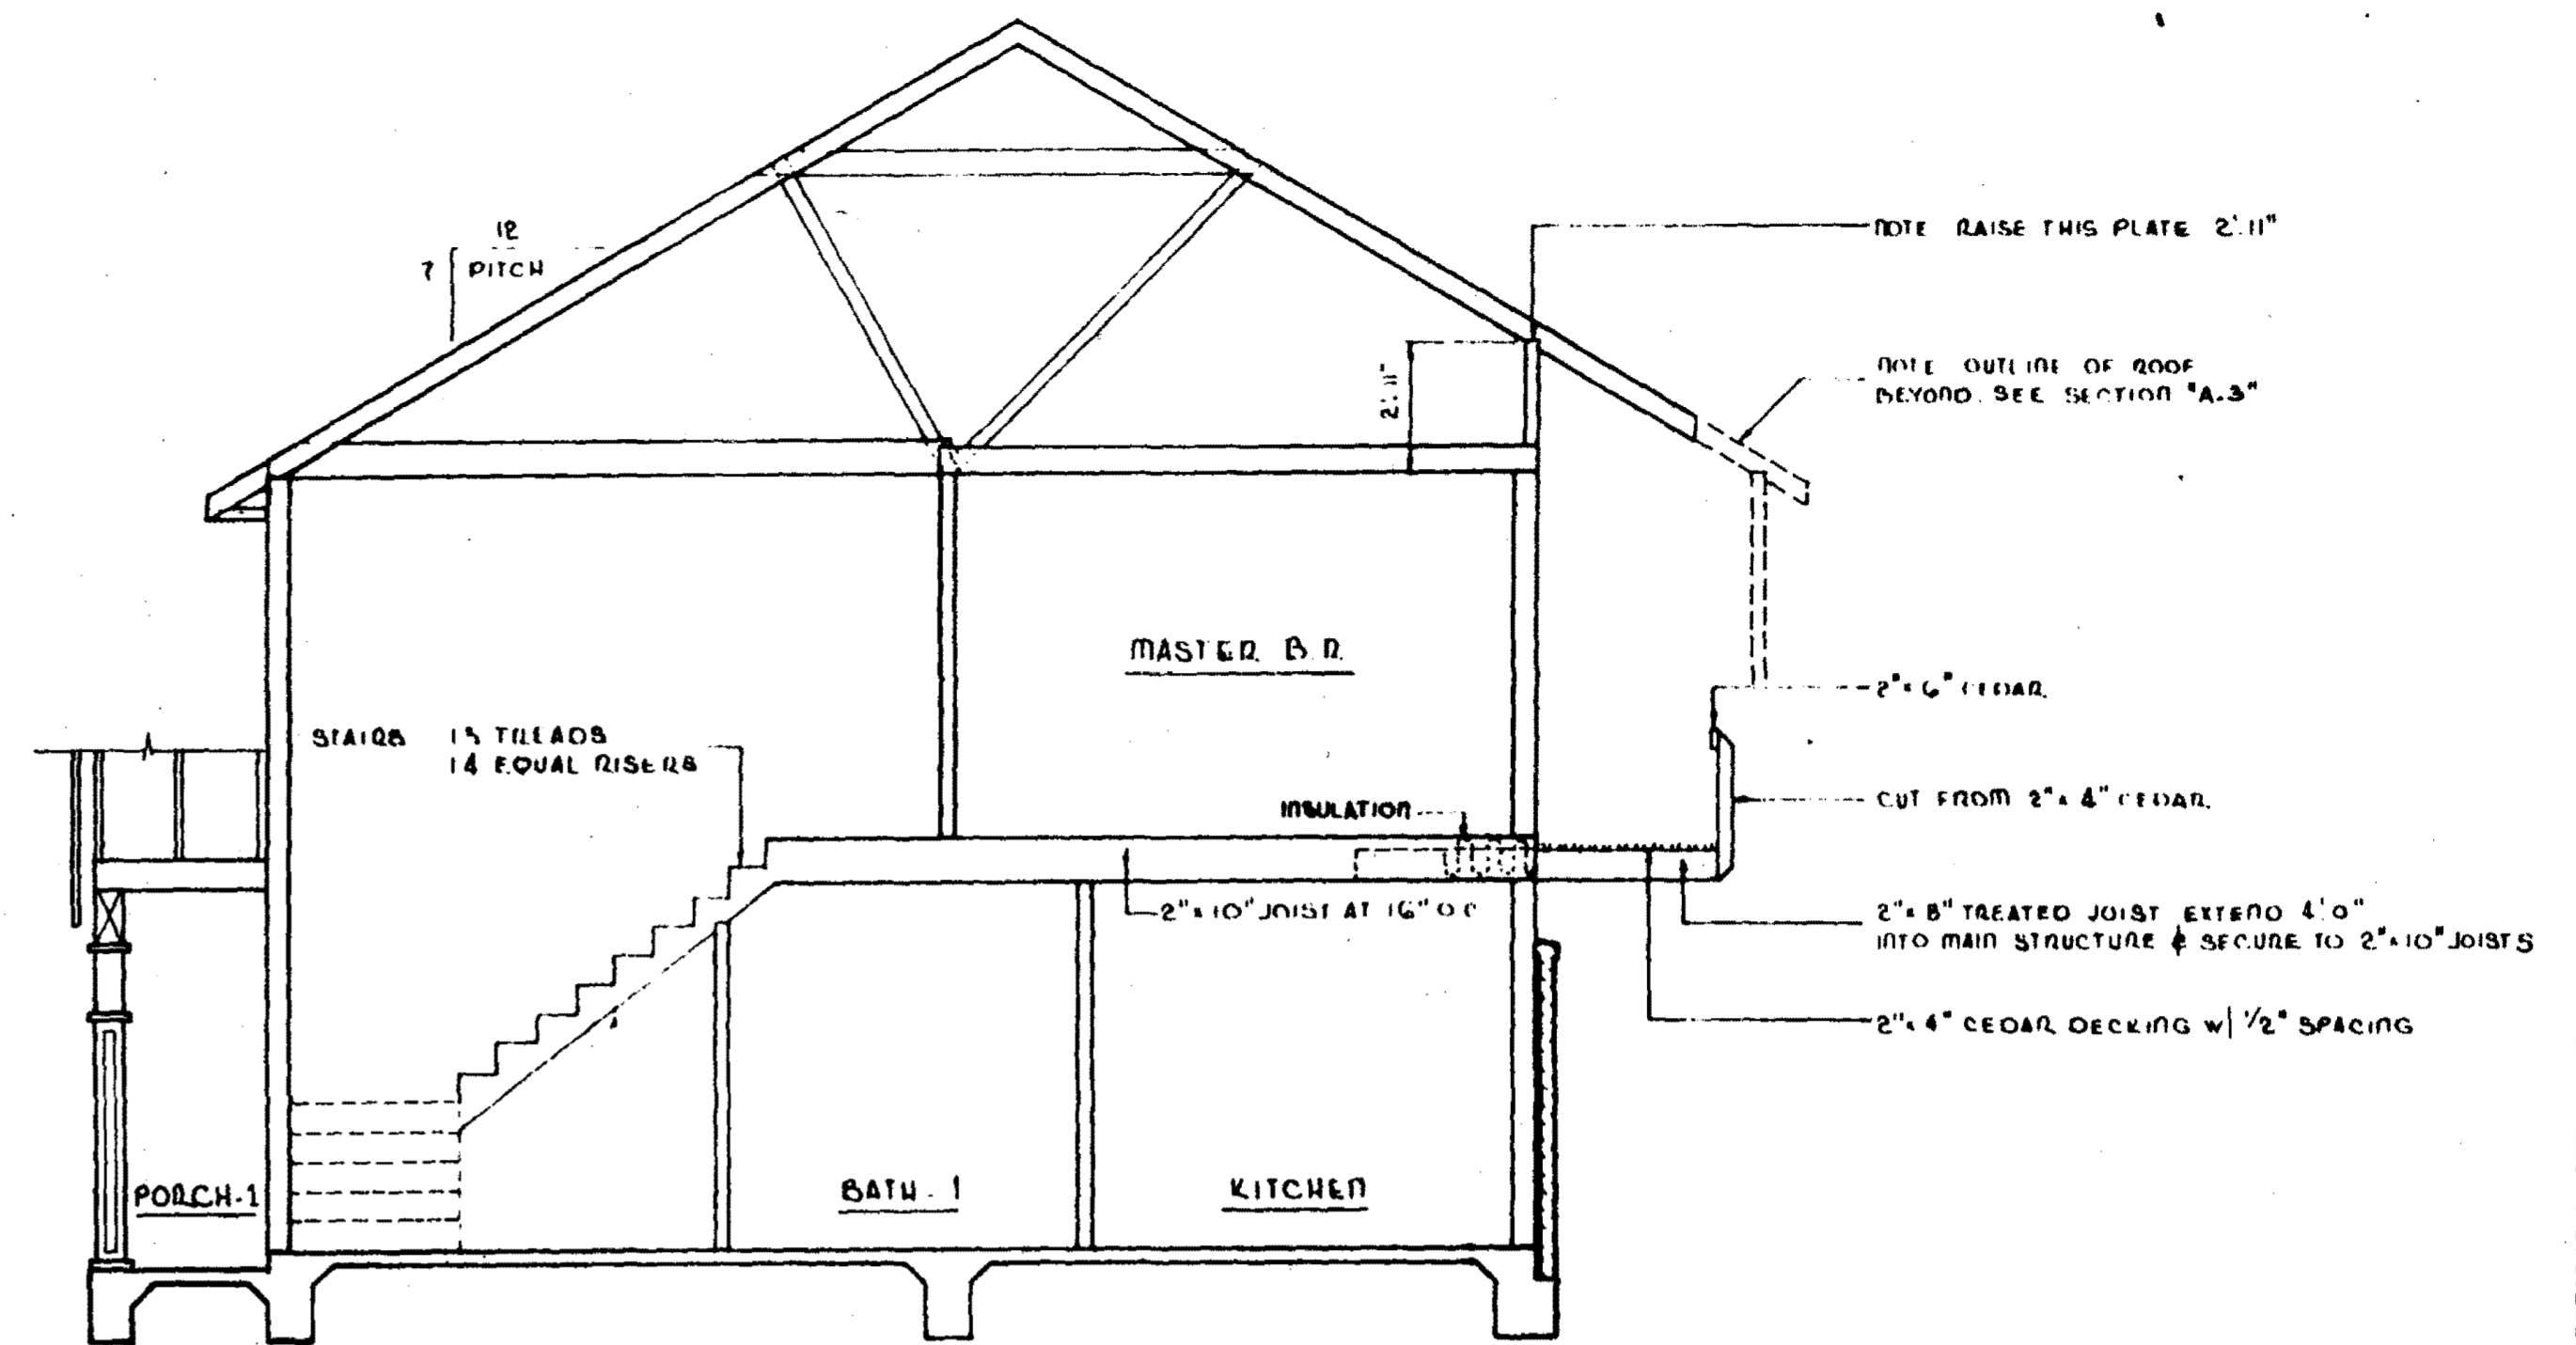 12
7 PITCH
NOTE RAISE THIS PLATE 2'.11"
2'.11"
NOTE OUTLINE OF ROOF
BEYOND. SEE SECTION "A.3"
MASTER B.R.
2"x 6" CEDAR.
STAIRS 13 TREADS
14 EQUAL RISERS
INSULATION
CUT FROM 2"x 4" CEDAR.
2"x 10" JOIST AT 16" O.C
2"x 8" TREATED JOIST EXTEND 4'.0"
INTO MAIN STRUCTURE & SECURE TO 2"x 10" JOISTS
2"x 4" CEDAR DECKING W/ 1/2" SPACING
PORCH-1
BATH-1
KITCHEN